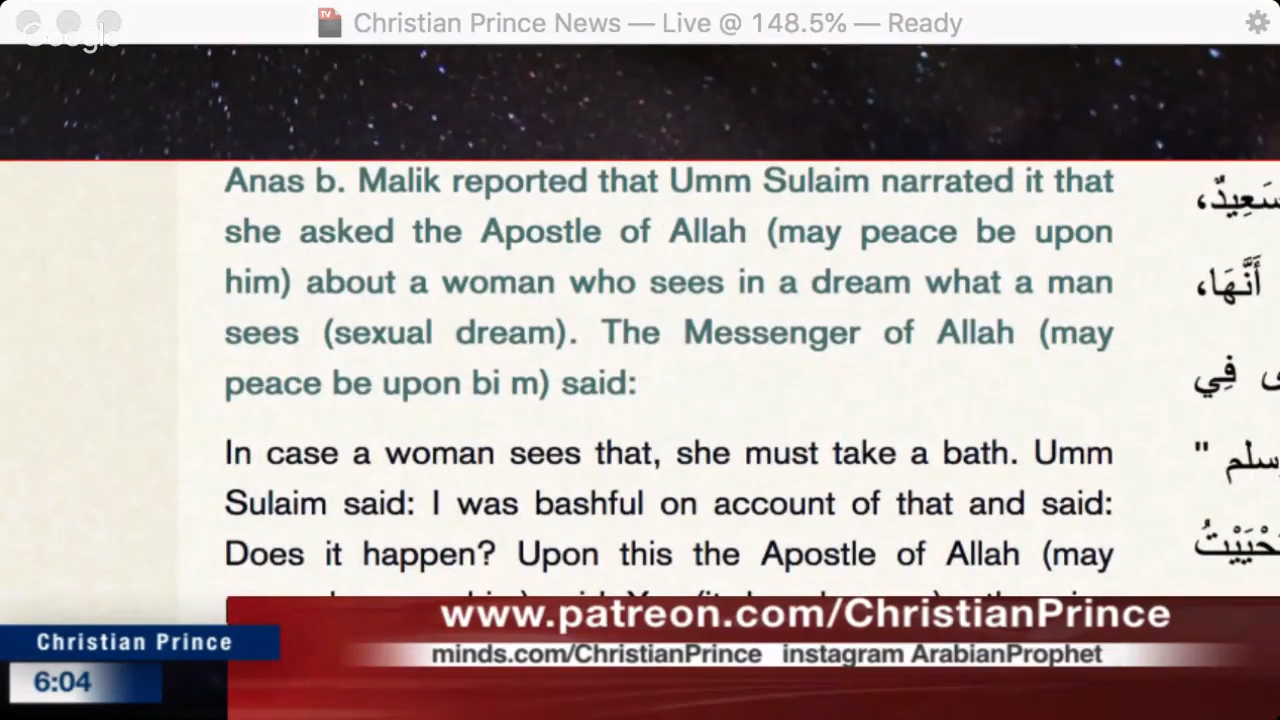 Google
Christian Prince News — Live @ 148.5% — Ready
TV
Anas b. Malik reported that Umm Sulaim narrated it that
she asked the Apostle of Allah (may peace be upon
him) about a woman who sees in a dream what a man
sees (sexual dream). The Messenger of Allah (may
peace be upon bi m) said:
In case a woman sees that, she must take a bath. Umm
Sulaim said: I was bashful on account of that and said:
Does it happen? Upon this the Apostle of Allah (may
سَعِيدٌ،
أَنَّهَا،
فِي
"
www.patreon.com/ChristianPrince
minds.com/ChristianPrince instagram ArabianProphet
Christian Prince
6:04